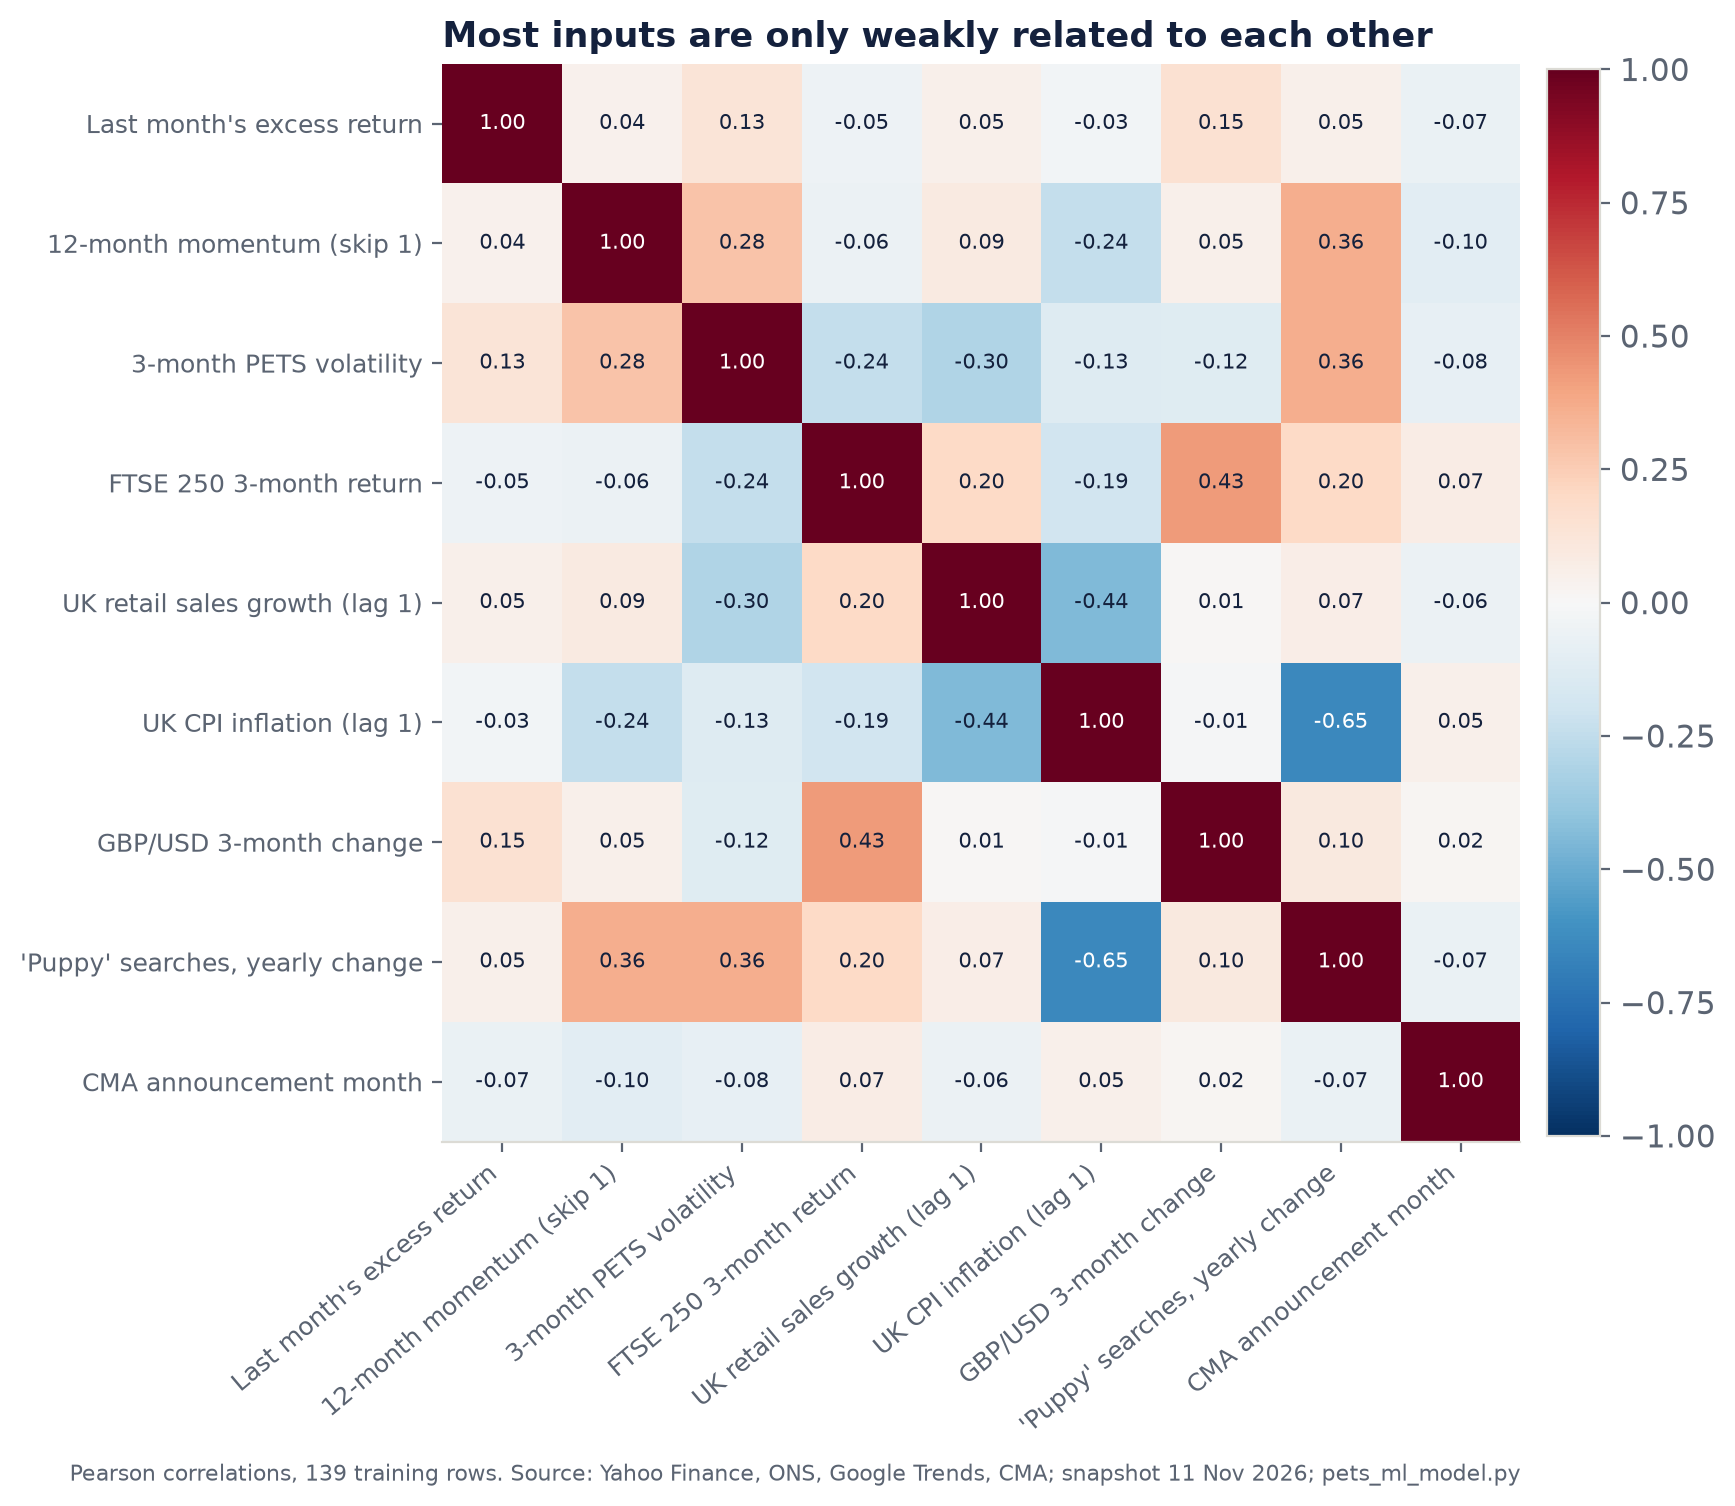 Most inputs are only weakly related to each other
Last month's excess return 1.00 0.04 0.13 -0.05 0.05 -0.03 0.15 0.05 -0.07
12-month momentum (skip 1) 0.04 1.00 0.28 -0.06 0.09 -0.24 0.05 0.36 -0.10
3-month PETS volatility 0.13 0.28 1.00 -0.24 -0.30 -0.13 -0.12 0.36 -0.08
FTSE 250 3-month return -0.05 -0.06 -0.24 1.00 0.20 -0.19 0.43 0.20 0.07
UK retail sales growth (lag 1) 0.05 0.09 -0.30 0.20 1.00 -0.44 0.01 0.07 -0.06
UK CPI inflation (lag 1) -0.03 -0.24 -0.13 -0.19 -0.44 1.00 -0.01 -0.65 0.05
GBP/USD 3-month change 0.15 0.05 -0.12 0.43 0.01 -0.01 1.00 0.10 0.02
'Puppy' searches, yearly change 0.05 0.36 0.36 0.20 0.07 -0.65 0.10 1.00 -0.07
CMA announcement month -0.07 -0.10 -0.08 0.07 -0.06 0.05 0.02 -0.07 1.00
Last month's excess return
12-month momentum (skip 1)
3-month PETS volatility
FTSE 250 3-month return
UK retail sales growth (lag 1)
UK CPI inflation (lag 1)
GBP/USD 3-month change
'Puppy' searches, yearly change
CMA announcement month
1.00
0.75
0.50
0.25
0.00
−0.25
−0.50
−0.75
−1.00
Pearson correlations, 139 training rows. Source: Yahoo Finance, ONS, Google Trends, CMA; snapshot 11 Nov 2026; pets_ml_model.py